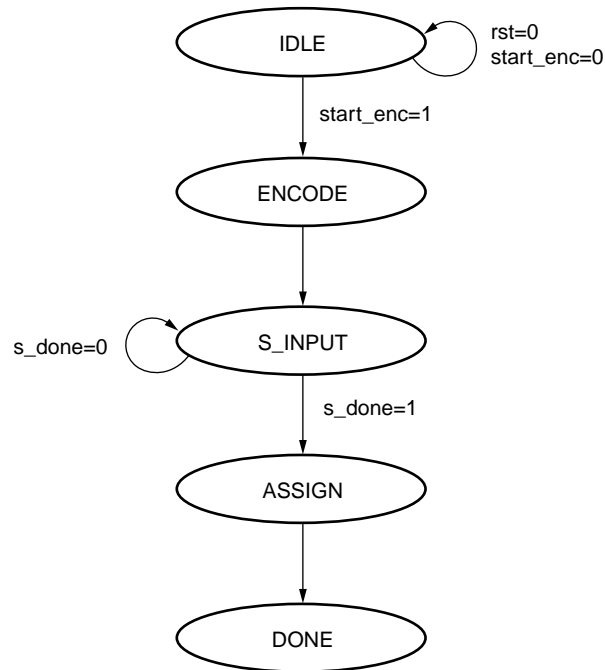 IDLE
rst=0
start_enc=0
start_enc=1
ENCODE
S_INPUT
s_done=0
s_done=1
ASSIGN
DONE